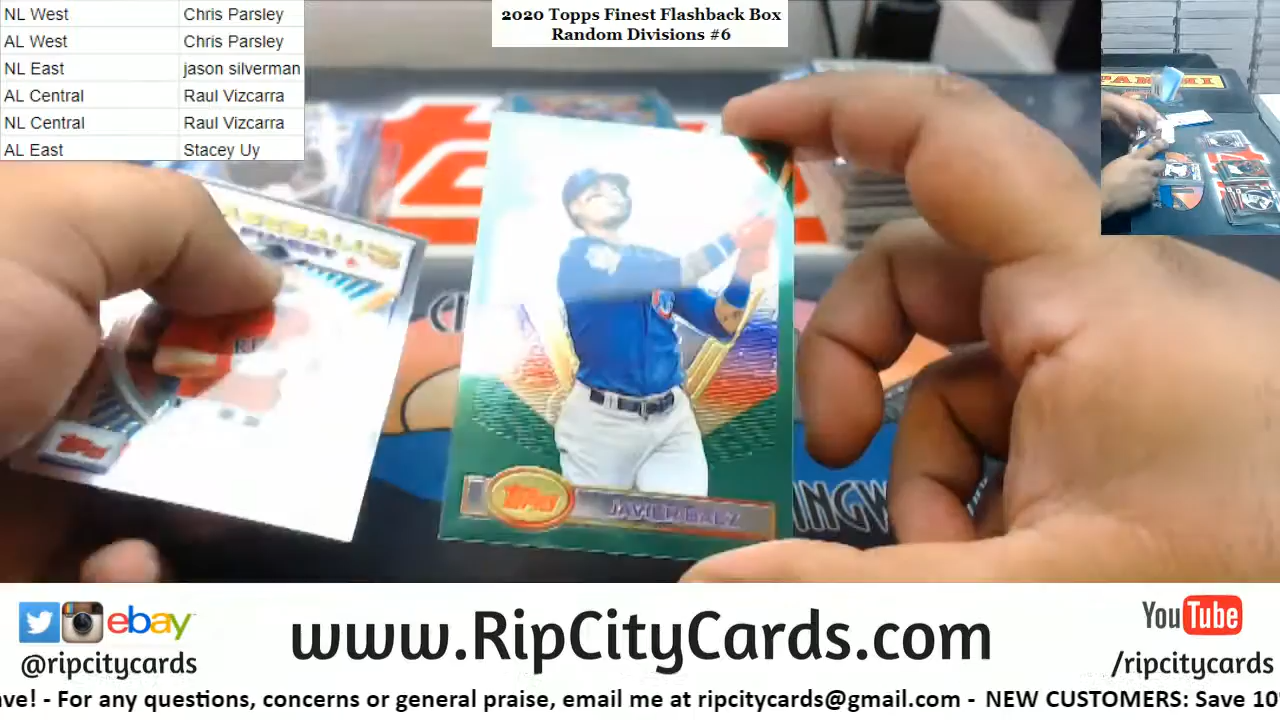 NL West Chris Parsley
AL West Chris Parsley
NL East jason silverman
AL Central Raul Vizcarra
NL Central Raul Vizcarra
AL East Stacey Uy
2020 Topps Finest Flashback Box
Random Divisions #6
PANINI
Topps
Topps
JAVIER BAEZ
ebay
@ripcitycards
www.RipCityCards.com
YouTube
/ripcitycards
ave! - For any questions, concerns or general praise, email me at ripcitycards@gmail.com - NEW CUSTOMERS: Save 10